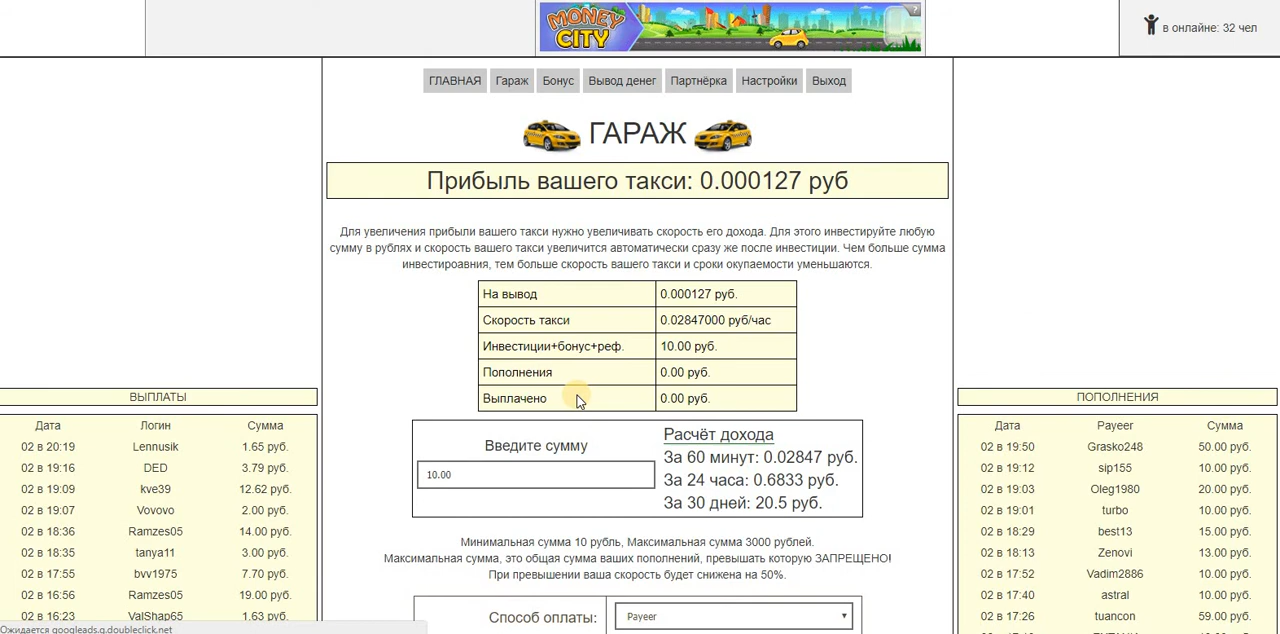 MONEY
CITY
?
в онлайне: 32 чел
ГЛАВНАЯ Гараж Бонус Вывод денег Партнёрка Настройки Выход
ГАРАЖ
Прибыль вашего такси: 0.000127 руб
Для увеличения прибыли вашего такси нужно увеличивать скорость его дохода. Для этого инвестируйте любую
сумму в рублях и скорость вашего такси увеличится автоматически сразу же после инвестиции. Чем больше сумма
инвестироавния, тем больше скорость вашего такси и сроки окупаемости уменьшаются.
На вывод 0.000127 руб.
Скорость такси 0.02847000 руб/час
Инвестиции+бонус+реф. 10.00 руб.
Пополнения 0.00 руб.
Выплачено 0.00 руб.
Введите сумму
10.00
Расчёт дохода
За 60 минут: 0.02847 руб.
За 24 часа: 0.6833 руб.
За 30 дней: 20.5 руб.
Минимальная сумма 10 рубль, Максимальная сумма 3000 рублей.
Максимальная сумма, это общая сумма ваших пополнений, превышать которую ЗАПРЕЩЕНО!
При превышении ваша скорость будет снижена на 50%.
Способ оплаты: Payeer
ВЫПЛАТЫ
Дата Логин Сумма
02 в 20:19 Lennusik 1.65 руб.
02 в 19:16 DED 3.79 руб.
02 в 19:09 kve39 12.62 руб.
02 в 19:07 Vovovo 2.00 руб.
02 в 18:36 Ramzes05 14.00 руб.
02 в 18:35 tanya11 3.00 руб.
02 в 17:55 bvv1975 7.70 руб.
02 в 16:56 Ramzes05 19.00 руб.
02 в 16:23 ValShap65 1.63 руб.
ПОПОЛНЕНИЯ
Дата Payeer Сумма
02 в 19:50 Grasko248 50.00 руб.
02 в 19:12 sip155 10.00 руб.
02 в 19:03 Oleg1980 20.00 руб.
02 в 19:01 turbo 10.00 руб.
02 в 18:29 best13 15.00 руб.
02 в 18:13 Zenovi 13.00 руб.
02 в 17:52 Vadim2886 10.00 руб.
02 в 17:40 astral 10.00 руб.
02 в 17:26 tuancon 59.00 руб.
Ожидается googleads.g.doubleclick.net